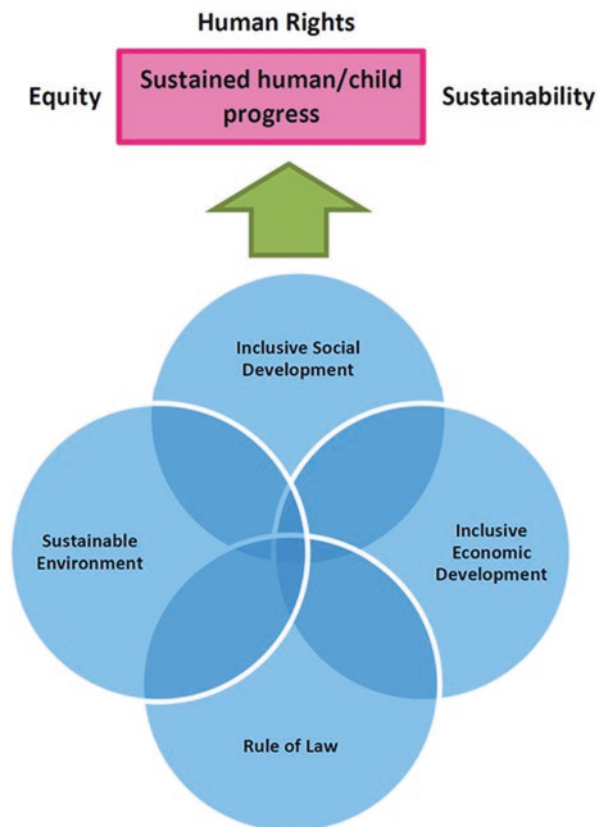 Human Rights
Equity
Sustained human/child
progress
Sustainability
Inclusive Social
Development
Sustainable
Environment
Inclusive
Economic
Development
Rule of Law